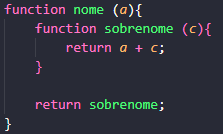 function nome (a){
    function sobrenome (c){
        return a + c;
    }

    return sobrenome;
}